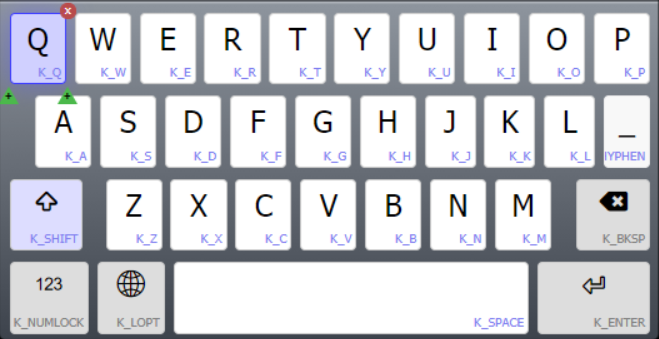 x
Q W E R T Y U I O P
K_Q K_W K_E K_R K_T K_Y K_U K_I K_O K_P
+ +
A S D F G H J K L _
K_A K_S K_D K_F K_G K_H K_J K_K K_L IYPHEN
Z X C V B N M
K_SHIFT K_Z K_X K_C K_V K_B K_N K_M K_BKSP
123
K_NUMLOCK K_LOPT K_SPACE K_ENTER